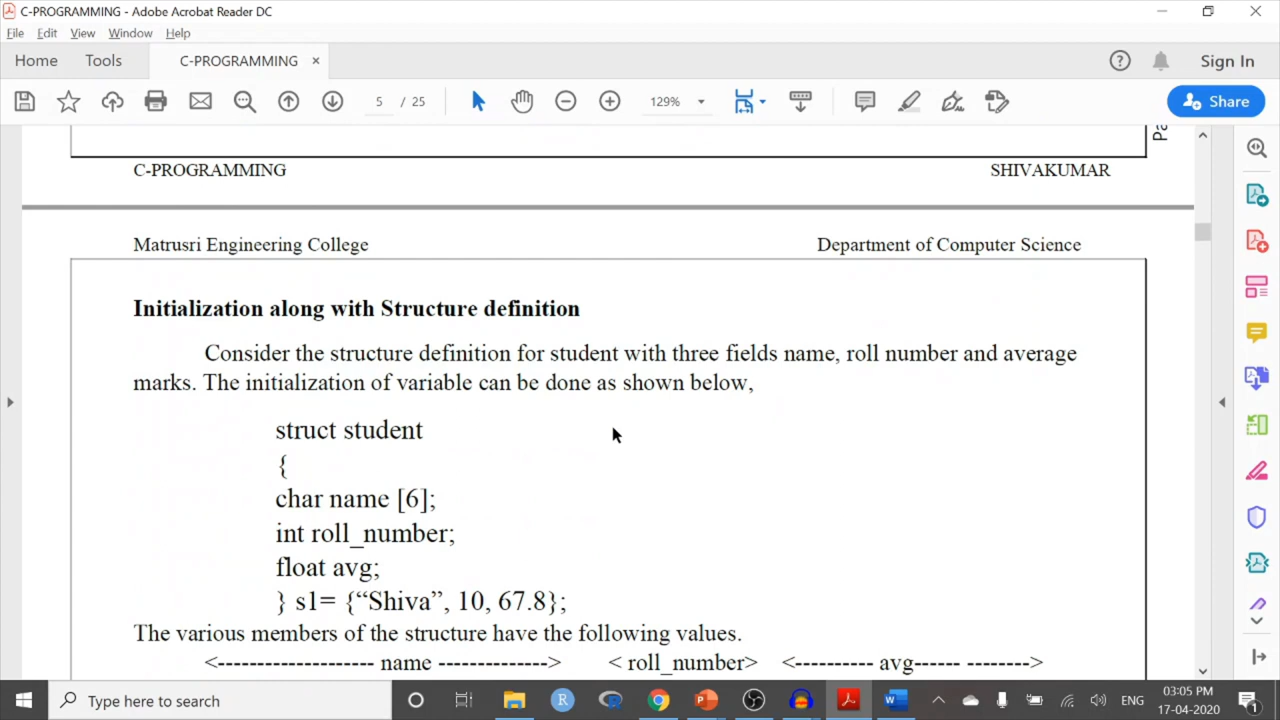 C-PROGRAMMING - Adobe Acrobat Reader DC
File Edit View Window Help
Home Tools C-PROGRAMMING × Sign In
5 / 25 129% Share
C-PROGRAMMING SHIVAKUMAR
Matrusri Engineering College Department of Computer Science
Initialization along with Structure definition
Consider the structure definition for student with three fields name, roll number and average
marks. The initialization of variable can be done as shown below,
struct student
{
char name [6];
int roll_number;
float avg;
} s1= {“Shiva”, 10, 67.8};
The various members of the structure have the following values.
<------------------- name -------------> < roll_number> <---------- avg------ -------->
Type here to search
R
ENG
03:05 PM
17-04-2020
1